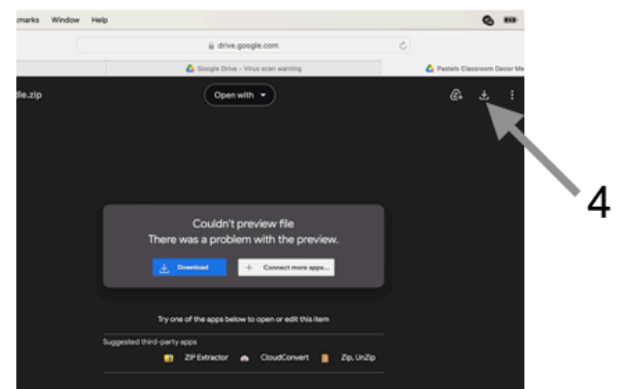 Window Help
drive.google.com
Google Drive - Virus scan warning
Pastels Classroom Decor Me
dle.zip
Open with
4
Couldn't preview file
There was a problem with the preview.
Download
+ Connect more apps...
Try one of the apps below to open or edit this item
Suggested third-party apps
ZIP Extractor CloudConvert Zip, UnZip